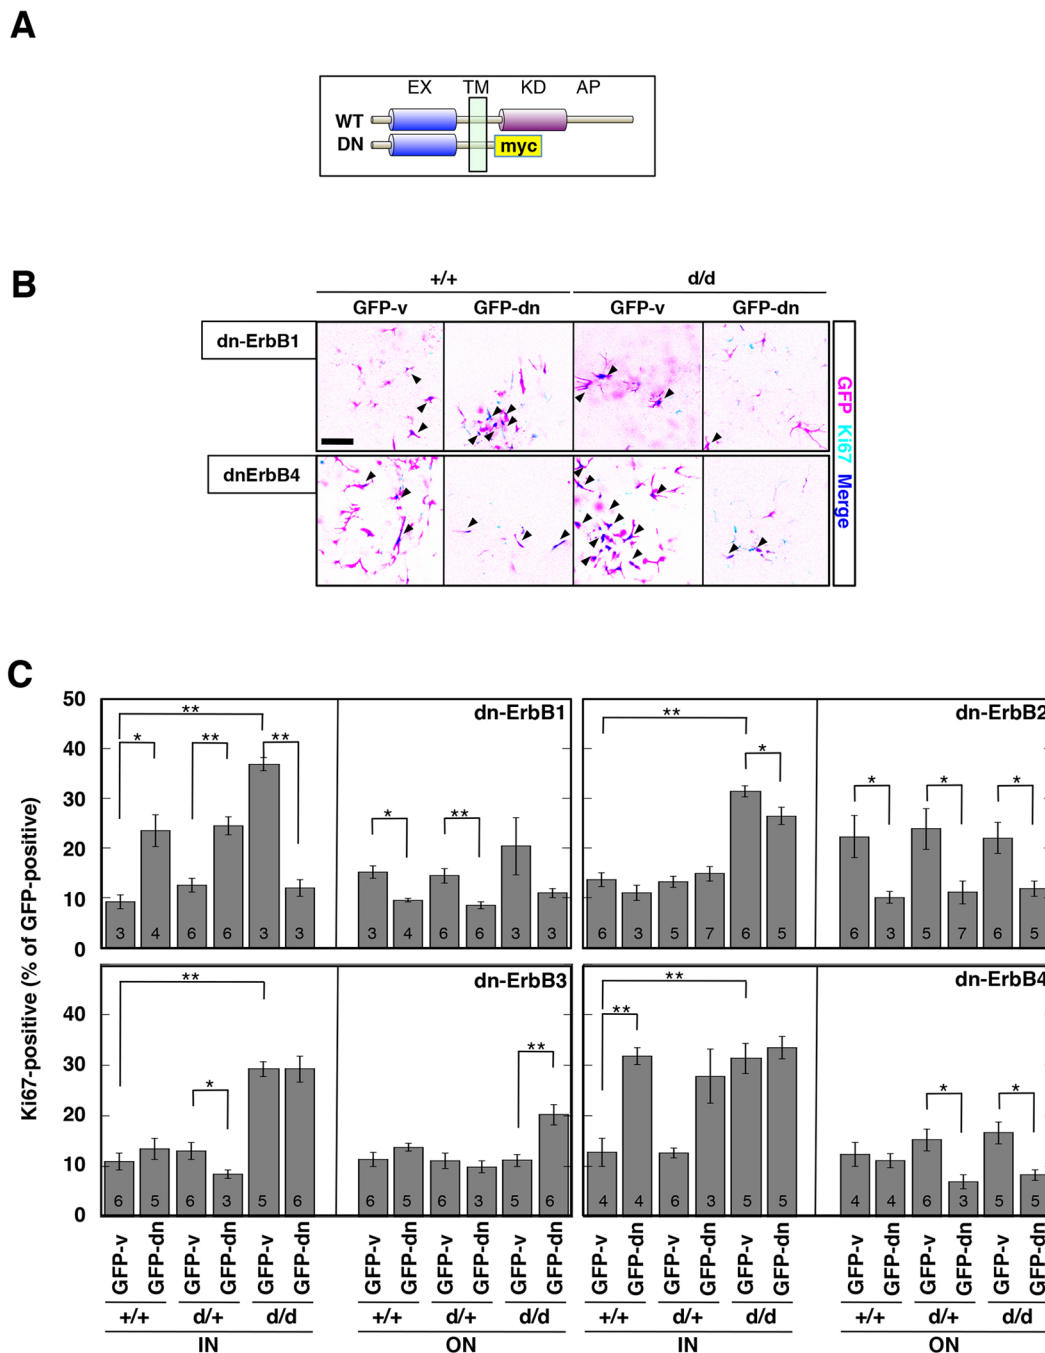 A
EX TM KD AP
WT
DN myc
B
+/+ d/d
GFP-v GFP-dn GFP-v GFP-dn
dn-ErbB1
dnErbB4
GFP Ki67 Merge
C
Ki67-positive (% of GFP-positive)
50
40
30
20
10
0
** * ** ** * **
dn-ErbB1
3 4 6 6 3 3 3 4 6 6 3 3
** * * * *
dn-ErbB2
6 3 5 7 6 5 6 3 5 7 6 5
40
30
20
10
0
** * **
dn-ErbB3
6 5 6 3 5 6 6 5 6 3 5 6
** ** * *
dn-ErbB4
4 4 6 3 5 5 4 4 6 3 5 5
GFP-v GFP-dn GFP-v GFP-dn GFP-v GFP-dn GFP-v GFP-dn GFP-v GFP-dn GFP-v GFP-dn GFP-v GFP-dn GFP-v GFP-dn GFP-v GFP-dn GFP-v GFP-dn GFP-v GFP-dn GFP-v GFP-dn
+/+ d/+ d/d +/+ d/+ d/d +/+ d/+ d/d +/+ d/+ d/d
IN ON IN ON